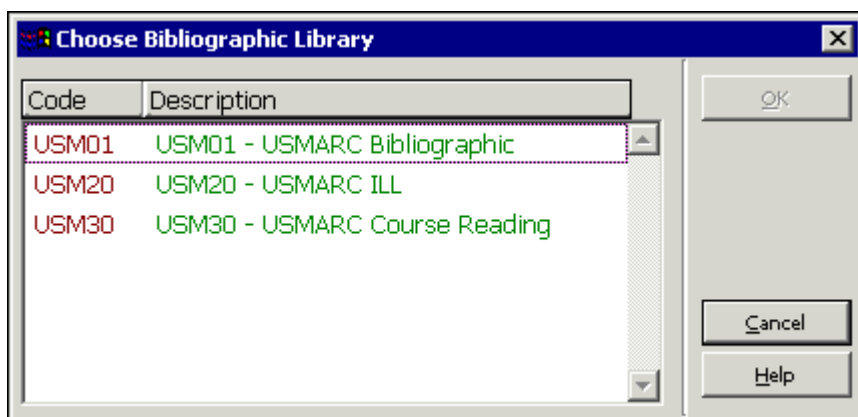 Choose Bibliographic Library
Code Description
OK
USM01 USM01 - USMARC Bibliographic
USM20 USM20 - USMARC ILL
USM30 USM30 - USMARC Course Reading
Cancel
Help